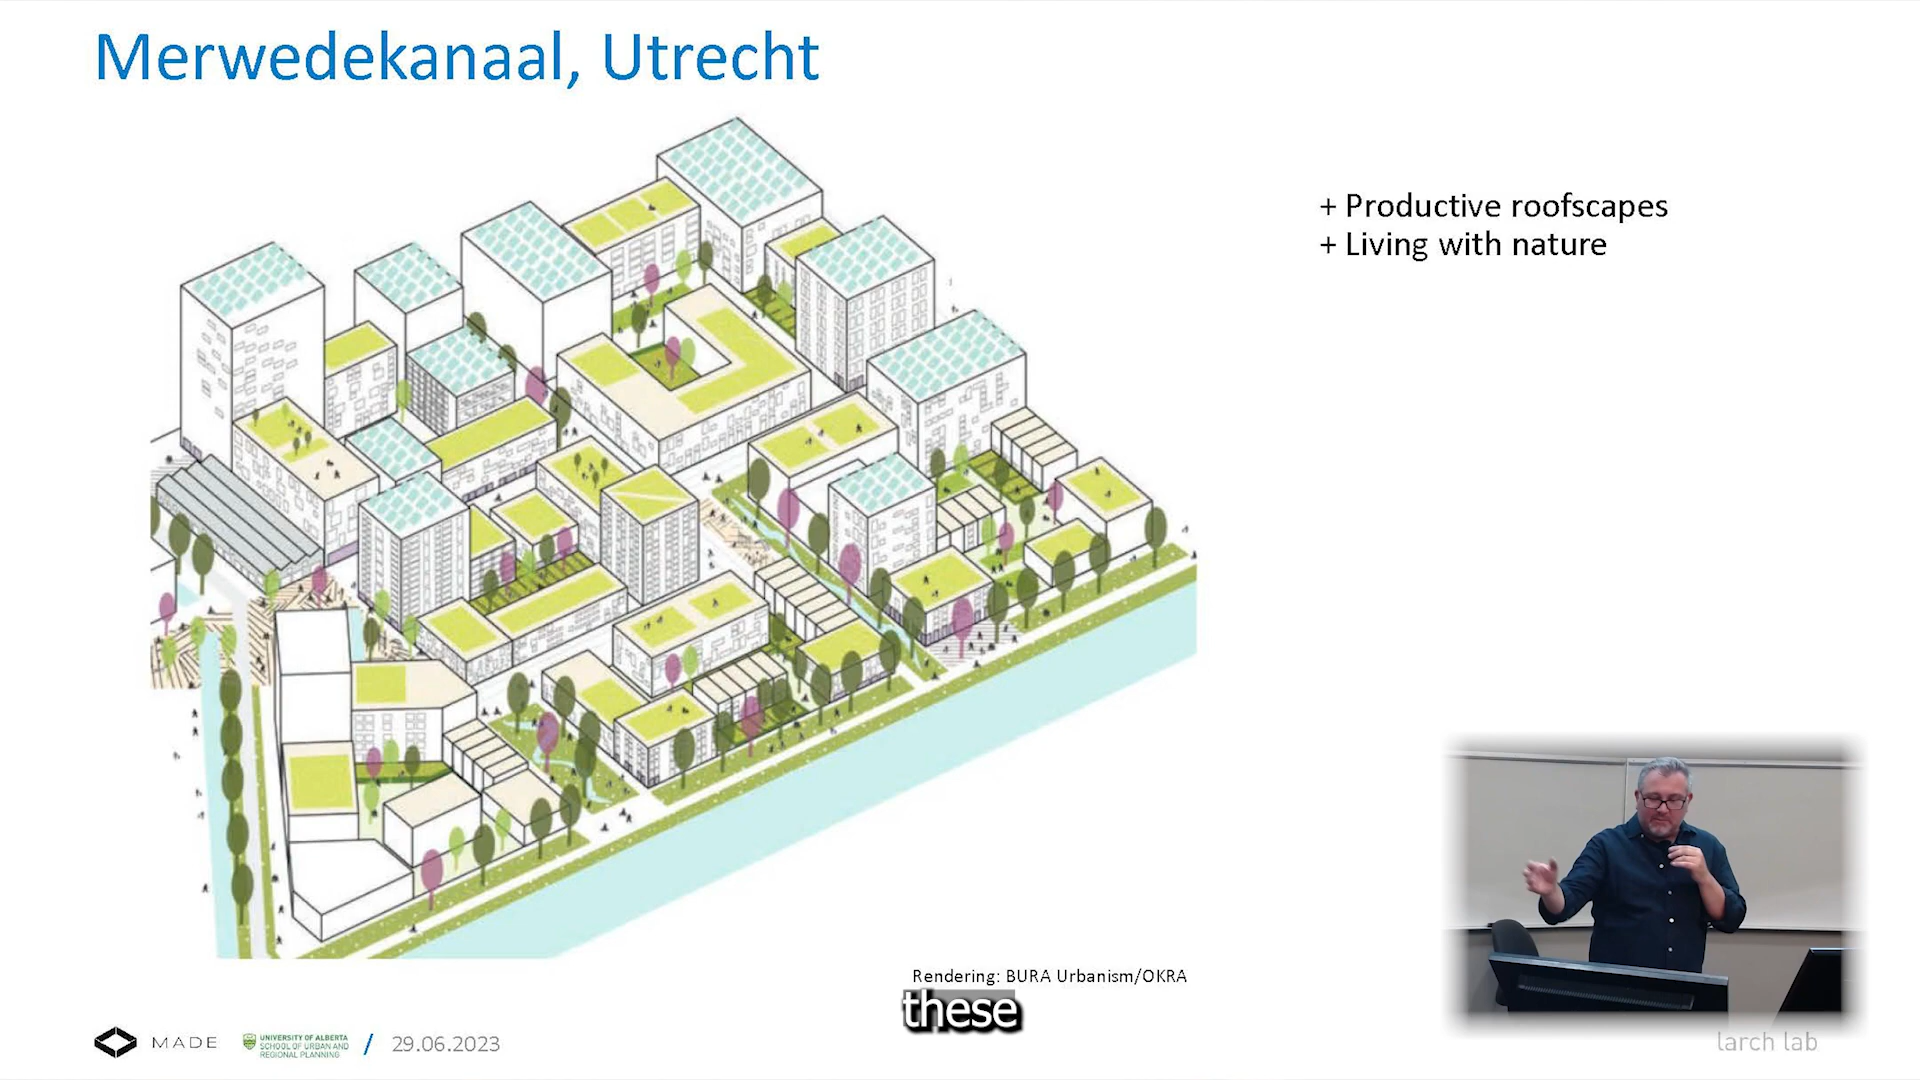 Merwedekanaal, Utrecht
+ Productive roofscapes
+ Living with nature
Rendering: BURA Urbanism/OKRA
these
MADE
UNIVERSITY OF ALBERTA
SCHOOL OF URBAN AND
REGIONAL PLANNING
/ 29.06.2023
larch lab